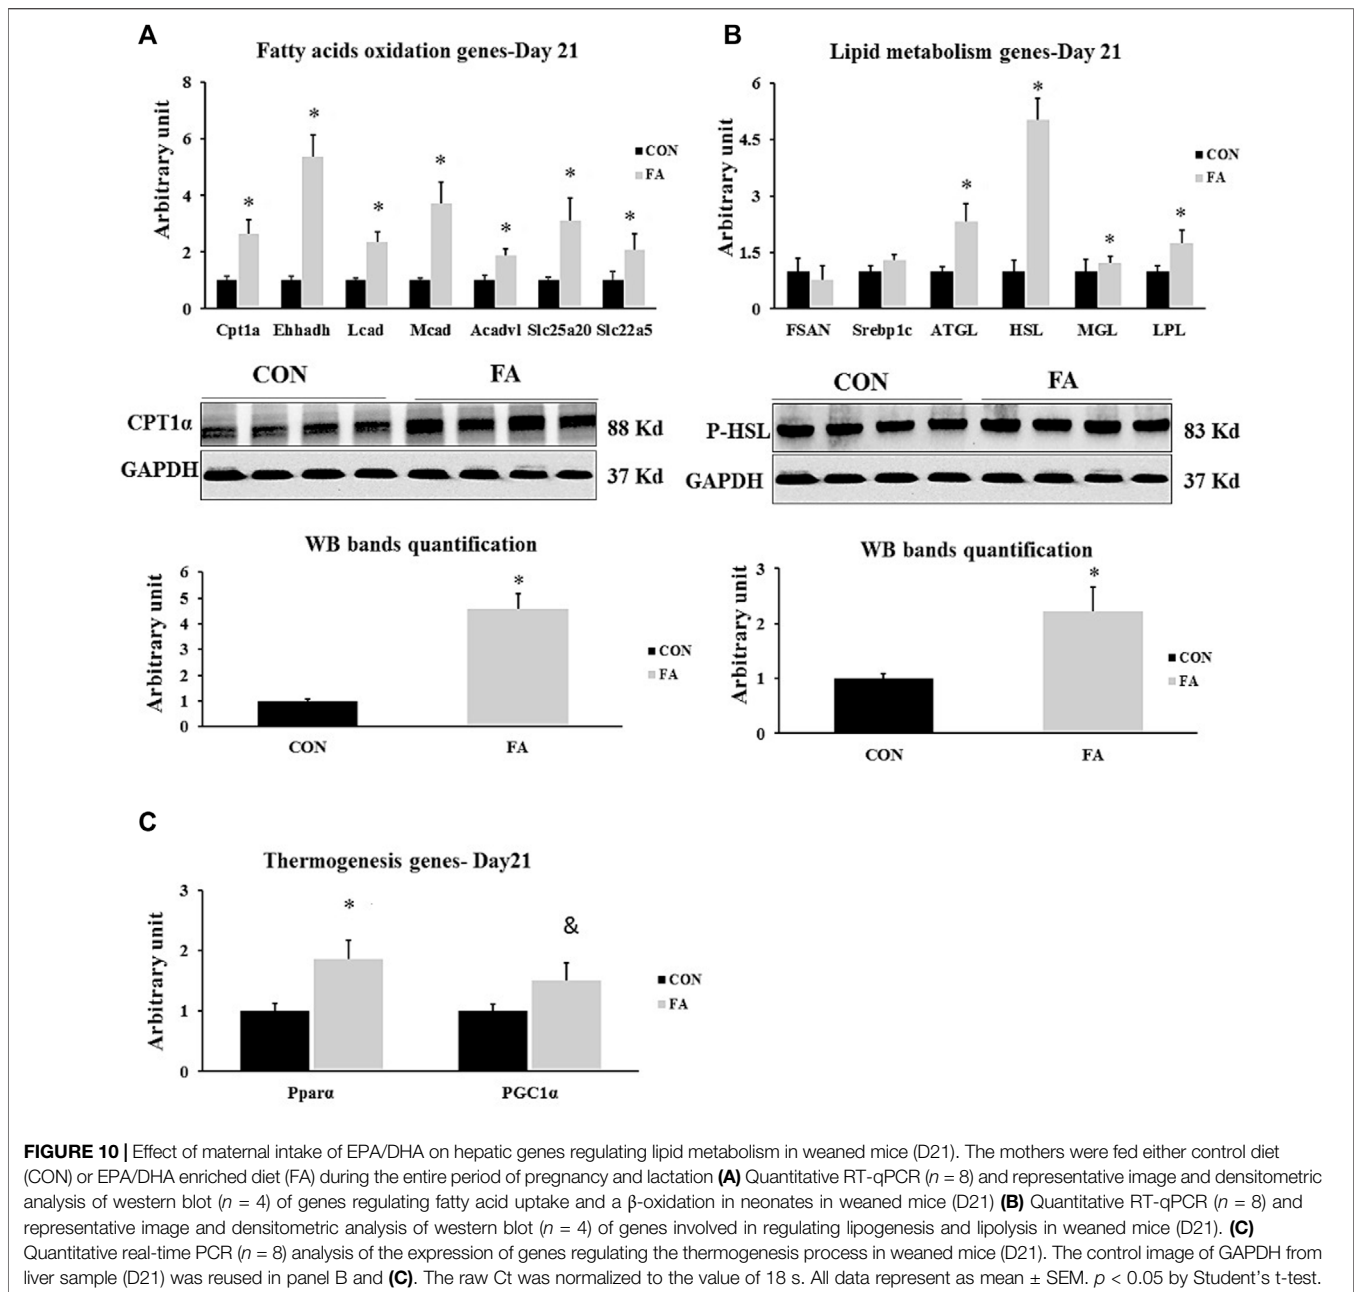 A
Fatty acids oxidation genes-Day 21
Arbitrary unit
8
6
4
2
0
CON
FA
*
*
*
*
*
*
*
Cpt1a Ehhadh Lcad Mcad Acadvl Slc25a20 Slc22a5
CON FA
CPT1α 88 Kd
GAPDH 37 Kd
WB bands quantification
Arbitrary unit
6
5
4
3
2
1
0
*
CON
FA
CON FA
B
Lipid metabolism genes-Day 21
Arbitrary unit
6
4.5
3
1.5
0
CON
FA
*
*
*
*
FSAN Srebp1c ATGL HSL MGL LPL
CON FA
P-HSL 83 Kd
GAPDH 37 Kd
WB bands quantification
Arbitrary unit
3
2
1
0
*
CON
FA
CON FA
C
Thermogenesis genes- Day21
Arbitrary unit
3
2
1
0
*
&
CON
FA
Pparα PGC1α
FIGURE 10 | Effect of maternal intake of EPA/DHA on hepatic genes regulating lipid metabolism in weaned mice (D21). The mothers were fed either control diet
(CON) or EPA/DHA enriched diet (FA) during the entire period of pregnancy and lactation (A) Quantitative RT-qPCR (n = 8) and representative image and densitometric
analysis of western blot (n = 4) of genes regulating fatty acid uptake and a β-oxidation in neonates in weaned mice (D21) (B) Quantitative RT-qPCR (n = 8) and
representative image and densitometric analysis of western blot (n = 4) of genes involved in regulating lipogenesis and lipolysis in weaned mice (D21). (C)
Quantitative real-time PCR (n = 8) analysis of the expression of genes regulating the thermogenesis process in weaned mice (D21). The control image of GAPDH from
liver sample (D21) was reused in panel B and (C). The raw Ct was normalized to the value of 18 s. All data represent as mean ± SEM. p < 0.05 by Student's t-test.